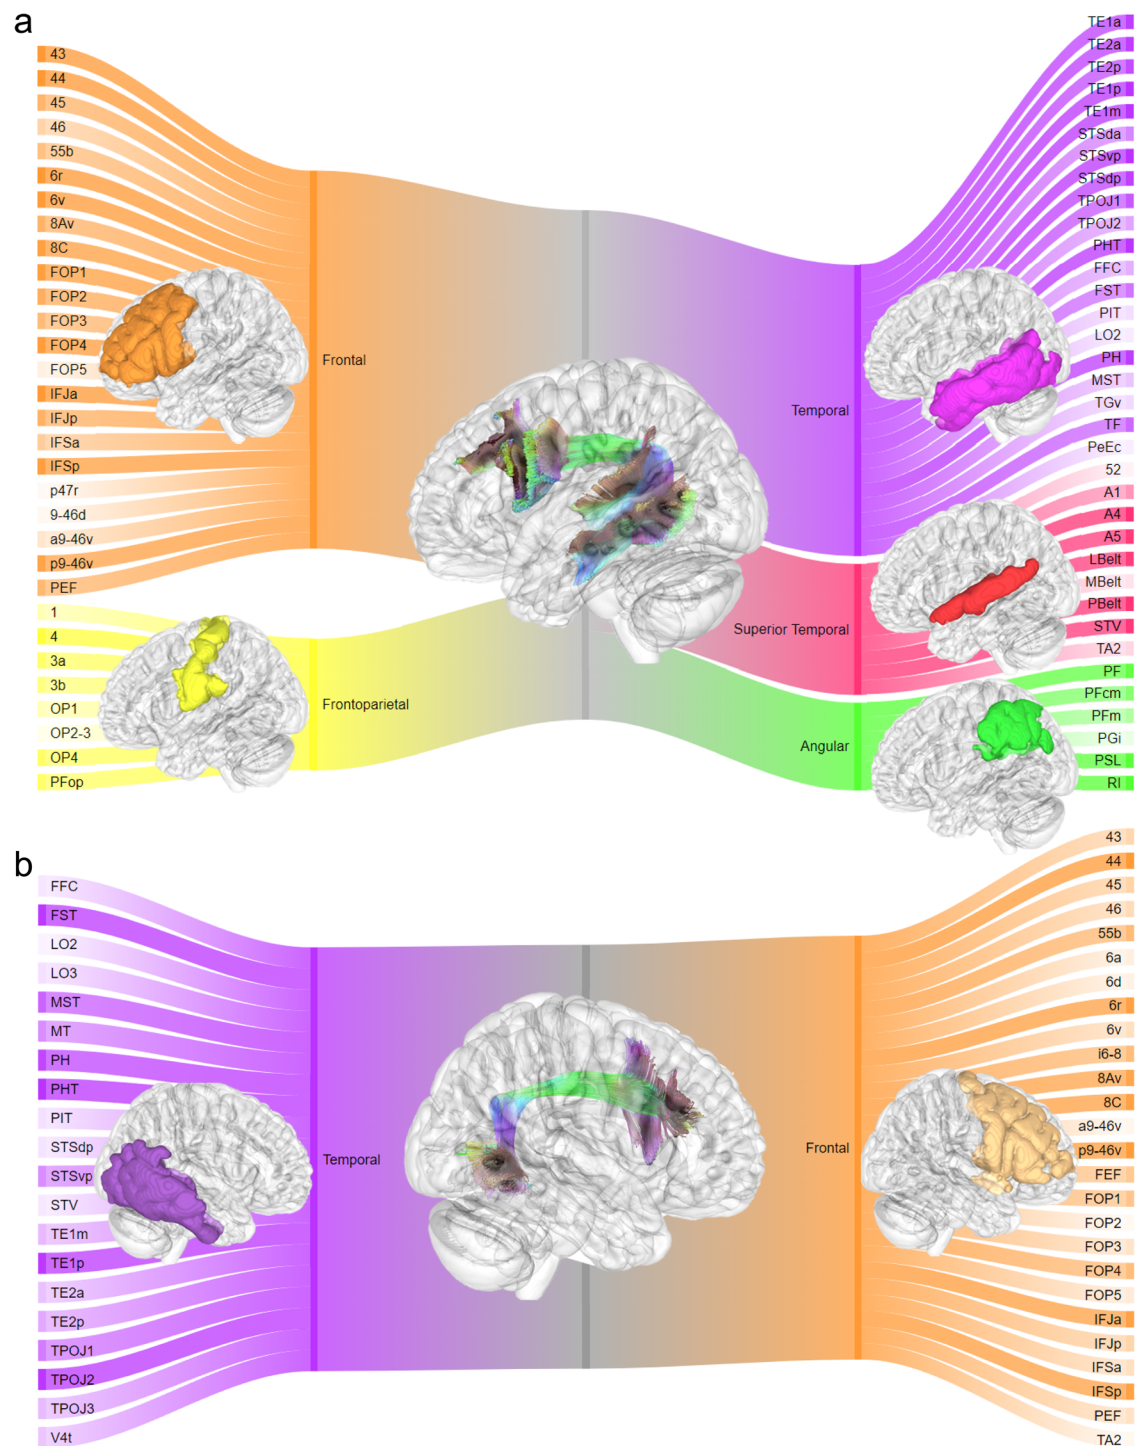 a
43
44
45
46
55b
6r
6v
8Av
8C
FOP1
FOP2
FOP3
FOP4
FOP5
IFJa
IFJp
IFSa
IFSp
p47r
9-46d
a9-46v
p9-46v
PEF
1
4
3a
3b
OP1
OP2-3
OP4
PFop
Frontal
Frontoparietal
Temporal
Superior Temporal
Angular
TE1a
TE2a
TE2p
TE1p
TE1m
STSda
STSvp
STSdp
TPOJ1
TPOJ2
PHT
FFC
FST
PIT
LO2
PH
MST
TGv
TF
PeEc
52
A1
A4
A5
LBelt
MBelt
PBelt
STV
TA2
PF
PFcm
PFm
PGi
PSL
RI
b
FFC
FST
LO2
LO3
MST
MT
PH
PHT
PIT
STSdp
STSvp
STV
TE1m
TE1p
TE2a
TE2p
TPOJ1
TPOJ2
TPOJ3
V4t
Temporal
Frontal
43
44
45
46
55b
6a
6d
6r
6v
i6-8
8Av
8C
a9-46v
p9-46v
FEF
FOP1
FOP2
FOP3
FOP4
FOP5
IFJa
IFJp
IFSa
IFSp
PEF
TA2